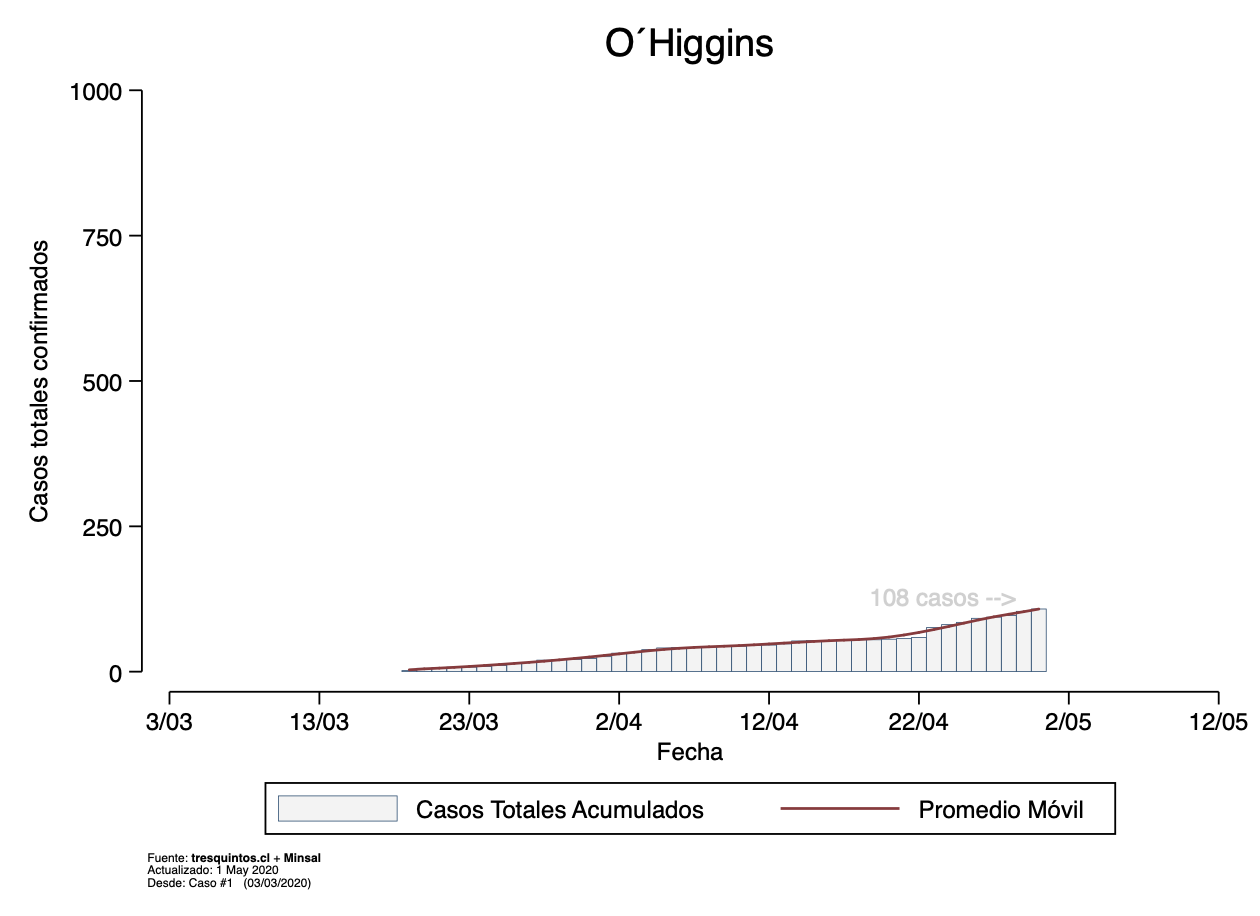 O´Higgins
1000
750
500
250
0
Casos totales confirmados
108 casos -->
3/03 13/03 23/03 2/04 12/04 22/04 2/05 12/05
Fecha
Casos Totales Acumulados Promedio Móvil
Fuente: tresquintos.cl + Minsal
Actualizado: 1 May 2020
Desde: Caso #1 (03/03/2020)